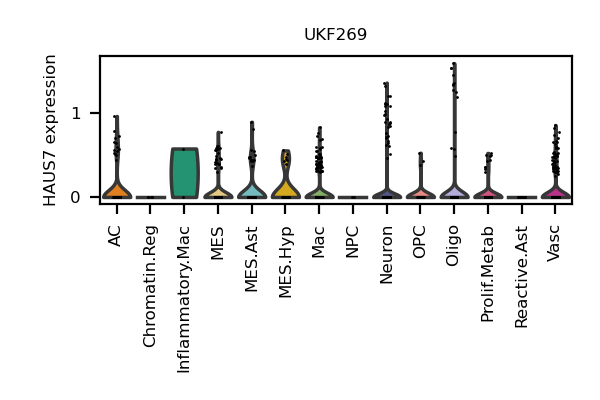 UKF269
HAUS7 expression
1
0
AC
Chromatin.Reg
Inflammatory.Mac
MES
MES.Ast
MES.Hyp
Mac
NPC
Neuron
OPC
Oligo
Prolif.Metab
Reactive.Ast
Vasc